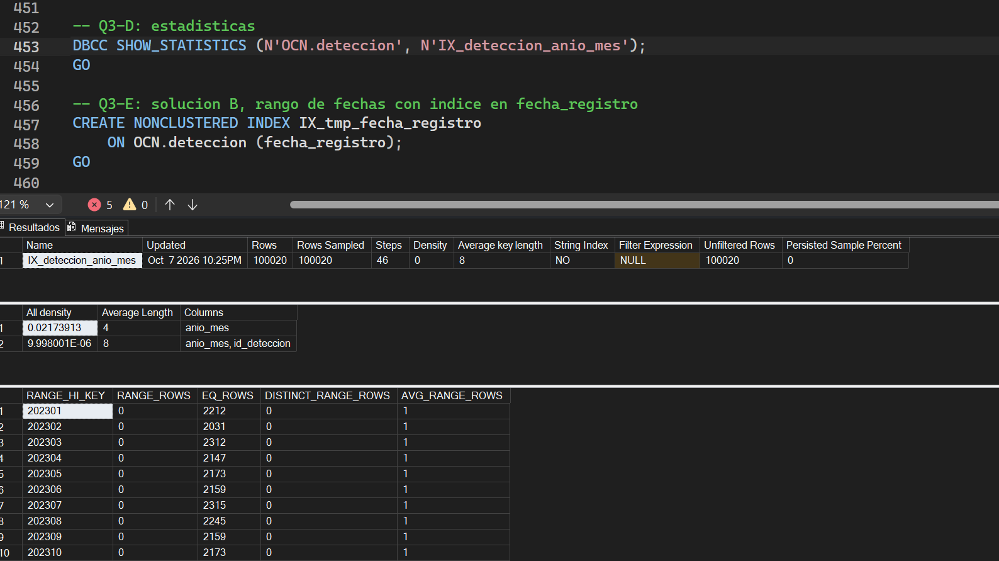 451
452 -- Q3-D: estadisticas
453 DBCC SHOW_STATISTICS (N'OCN.deteccion', N'IX_deteccion_anio_mes');
454 GO
455
456 -- Q3-E: solucion B, rango de fechas con indice en fecha_registro
457 CREATE NONCLUSTERED INDEX IX_tmp_fecha_registro
458 ON OCN.deteccion (fecha_registro);
459 GO
460
121 % 5 0
Resultados Mensajes
Name Updated Rows Rows Sampled Steps Density Average key length String Index Filter Expression Unfiltered Rows Persisted Sample Percent
1 IX_deteccion_anio_mes Oct 7 2026 10:25PM 100020 100020 46 0 8 NO NULL 100020 0
All density Average Length Columns
1 0.02173913 4 anio_mes
2 9.998001E-06 8 anio_mes, id_deteccion
RANGE_HI_KEY RANGE_ROWS EQ_ROWS DISTINCT_RANGE_ROWS AVG_RANGE_ROWS
1 202301 0 2212 0 1
2 202302 0 2031 0 1
3 202303 0 2312 0 1
4 202304 0 2147 0 1
5 202305 0 2173 0 1
6 202306 0 2159 0 1
7 202307 0 2315 0 1
8 202308 0 2245 0 1
9 202309 0 2159 0 1
10 202310 0 2173 0 1